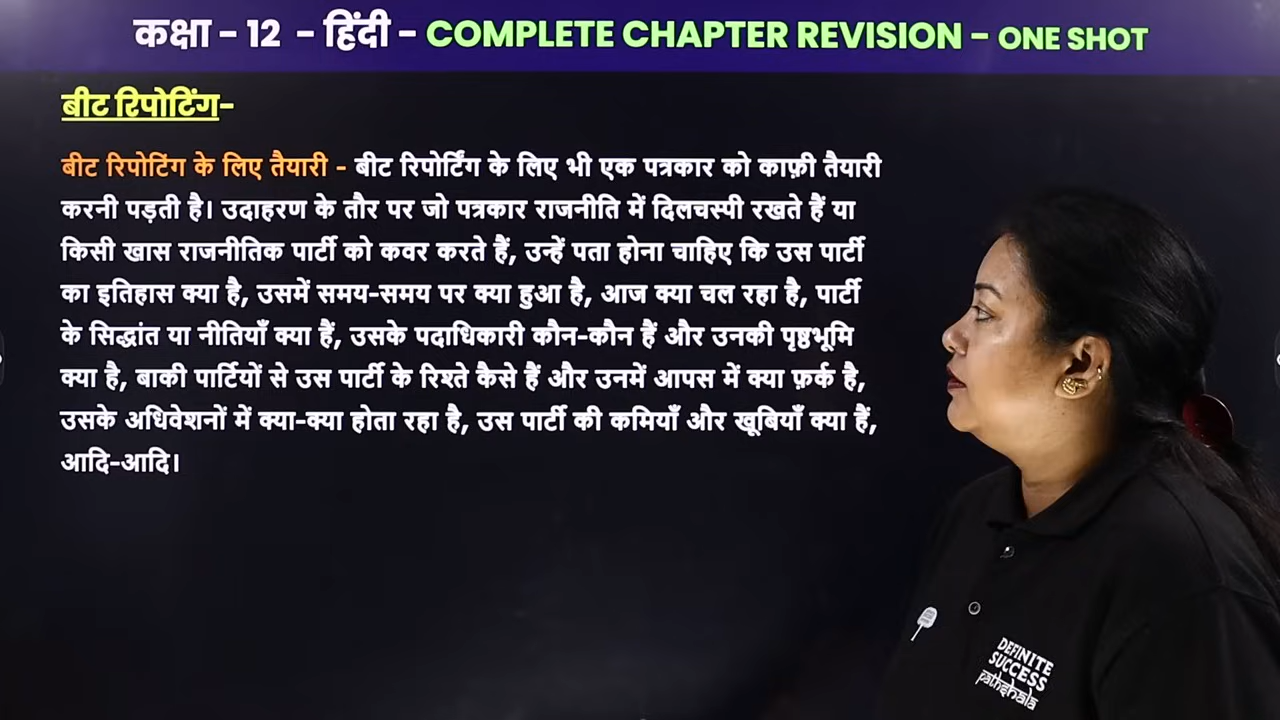 कक्षा - 12 - हिंदी - COMPLETE CHAPTER REVISION - ONE SHOT
बीट रिपोटिंग-
बीट रिपोटिंग के लिए तैयारी - बीट रिपोर्टिंग के लिए भी एक पत्रकार को काफ़ी तैयारी
करनी पड़ती है। उदाहरण के तौर पर जो पत्रकार राजनीति में दिलचस्पी रखते हैं या
किसी खास राजनीतिक पार्टी को कवर करते हैं, उन्हें पता होना चाहिए कि उस पार्टी
का इतिहास क्या है, उसमें समय-समय पर क्या हुआ है, आज क्या चल रहा है, पार्टी
के सिद्धांत या नीतियाँ क्या हैं, उसके पदाधिकारी कौन-कौन हैं और उनकी पृष्ठभूमि
क्या है, बाकी पार्टियों से उस पार्टी के रिश्ते कैसे हैं और उनमें आपस में क्या फ़र्क है,
उसके अधिवेशनों में क्या-क्या होता रहा है, उस पार्टी की कमियाँ और खूबियाँ क्या हैं,
आदि-आदि।
DEFINITE
SUCCESS
pathshala